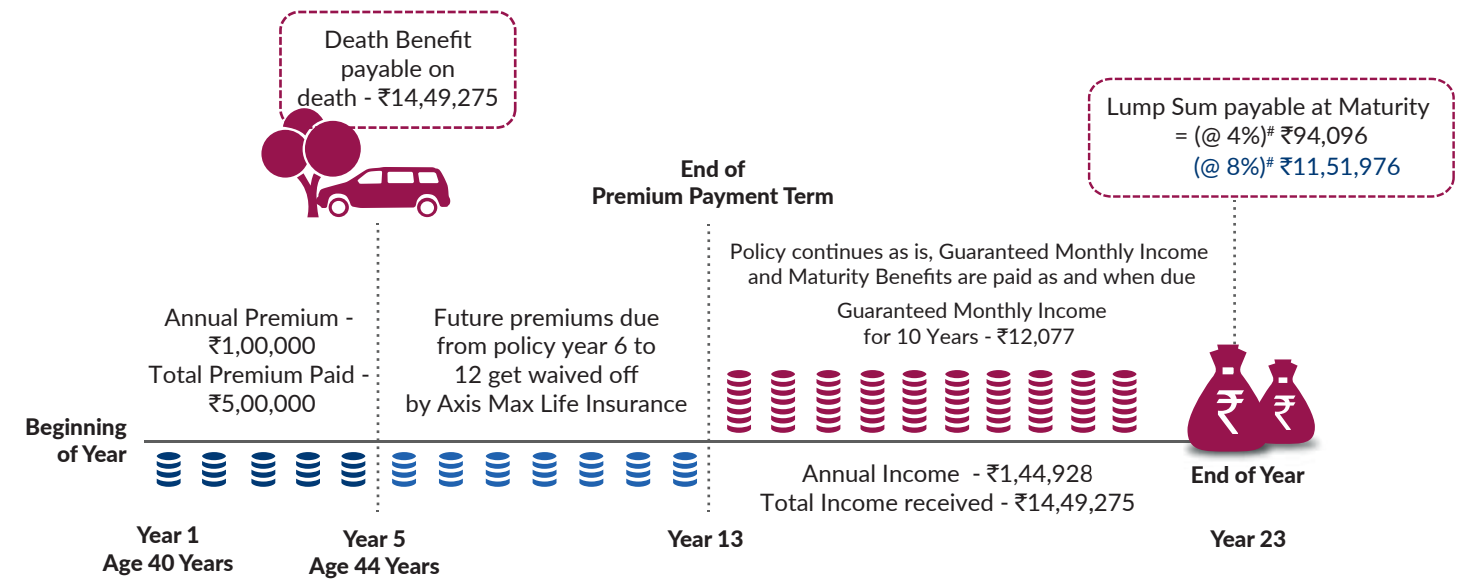 Death Benefit
payable on
death - ₹14,49,275
Lump Sum payable at Maturity
= (@ 4%)# ₹94,096
(@ 8%)# ₹11,51,976
End of
Premium Payment Term
Policy continues as is, Guaranteed Monthly Income
and Maturity Benefits are paid as and when due
Guaranteed Monthly Income
for 10 Years - ₹12,077
Annual Premium -
₹1,00,000
Total Premium Paid -
₹5,00,000
Future premiums due
from policy year 6 to
12 get waived off
by Axis Max Life Insurance
₹
₹
Beginning
of Year
Annual Income - ₹1,44,928
Total Income received - ₹14,49,275
End of Year
Year 1
Age 40 Years
Year 5
Age 44 Years
Year 13
Year 23